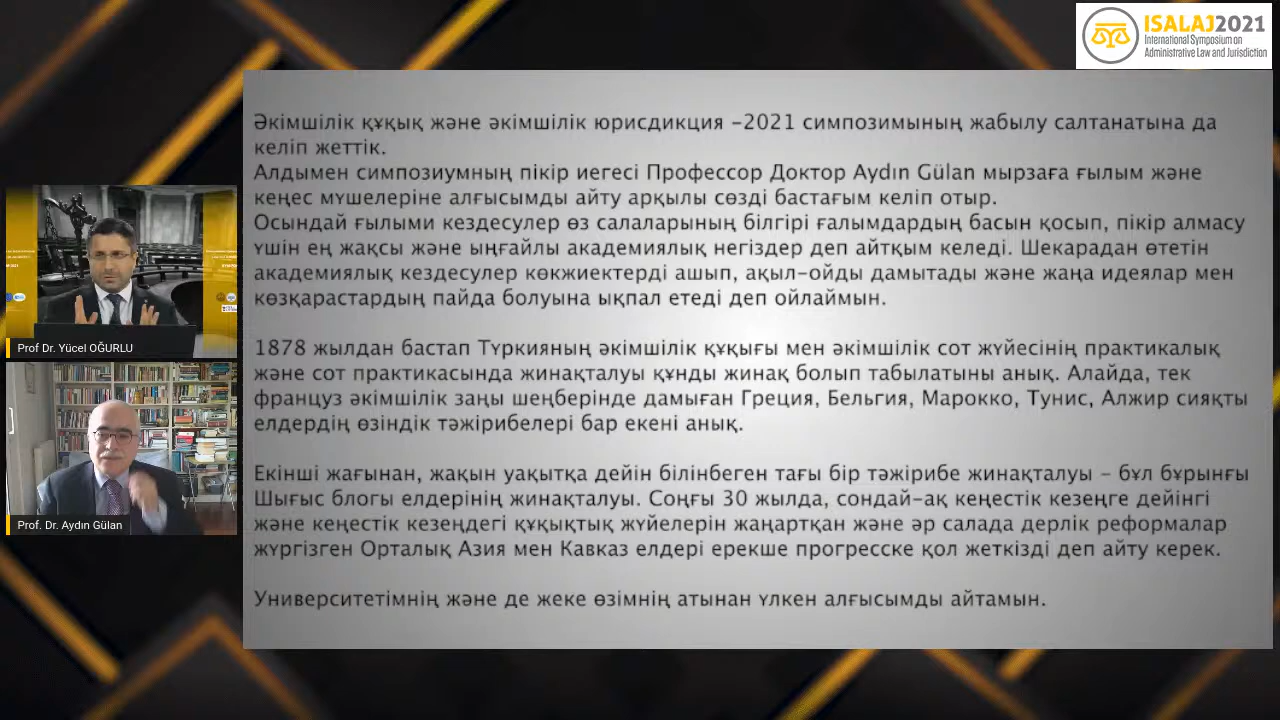 ISALAJ2021
International Symposium on
Administrative Law and Jurisdiction
Әкімшілік құқық және әкімшілік юрисдикция –2021 симпозимының жабылу салтанатына да
келіп жеттік.
Алдымен симпозиумның пікір иегесі Профессор Доктор Aydın Gülan мырзаға ғылым және
кеңес мүшелеріне алғысымды айту арқылы сөзді бастағым келіп отыр.
Осындай ғылыми кездесулер өз салаларының білгірі ғалымдардың басын қосып, пікір алмасу
үшін ең жақсы және ыңғайлы академиялық негіздер деп айтқым келеді. Шекарадан өтетін
академиялық кездесулер көкжиектерді ашып, ақыл-ойды дамытады және жаңа идеялар мен
көзқарастардың пайда болуына ықпал етеді деп ойлаймын.
1878 жылдан бастап Түркияның әкімшілік құқығы мен әкімшілік сот жүйесінің практикалық
және сот практикасында жинақталуы құнды жинақ болып табылатыны анық. Алайда, тек
француз әкімшілік заңы шеңберінде дамыған Греция, Бельгия, Марокко, Тунис, Алжир сияқты
елдердің өзіндік тәжірибелері бар екені анық.
Екінші жағынан, жақын уақытқа дейін білінбеген тағы бір тәжірибе жинақталуы – бұл бұрынғы
Шығыс блогы елдерінің жинақталуы. Соңғы 30 жылда, сондай-ақ кеңестік кезеңге дейінгі
және кеңестік кезеңдегі құқықтық жүйелерін жаңартқан және әр салада дерлік реформалар
жүргізген Орталық Азия мен Кавказ елдері ерекше прогресске қол жеткізді деп айту керек.
Университетімнің және де жеке өзімнің атынан үлкен алғысымды айтамын.
Prof Dr. Yücel OĞURLU
Prof. Dr. Aydın Gülan